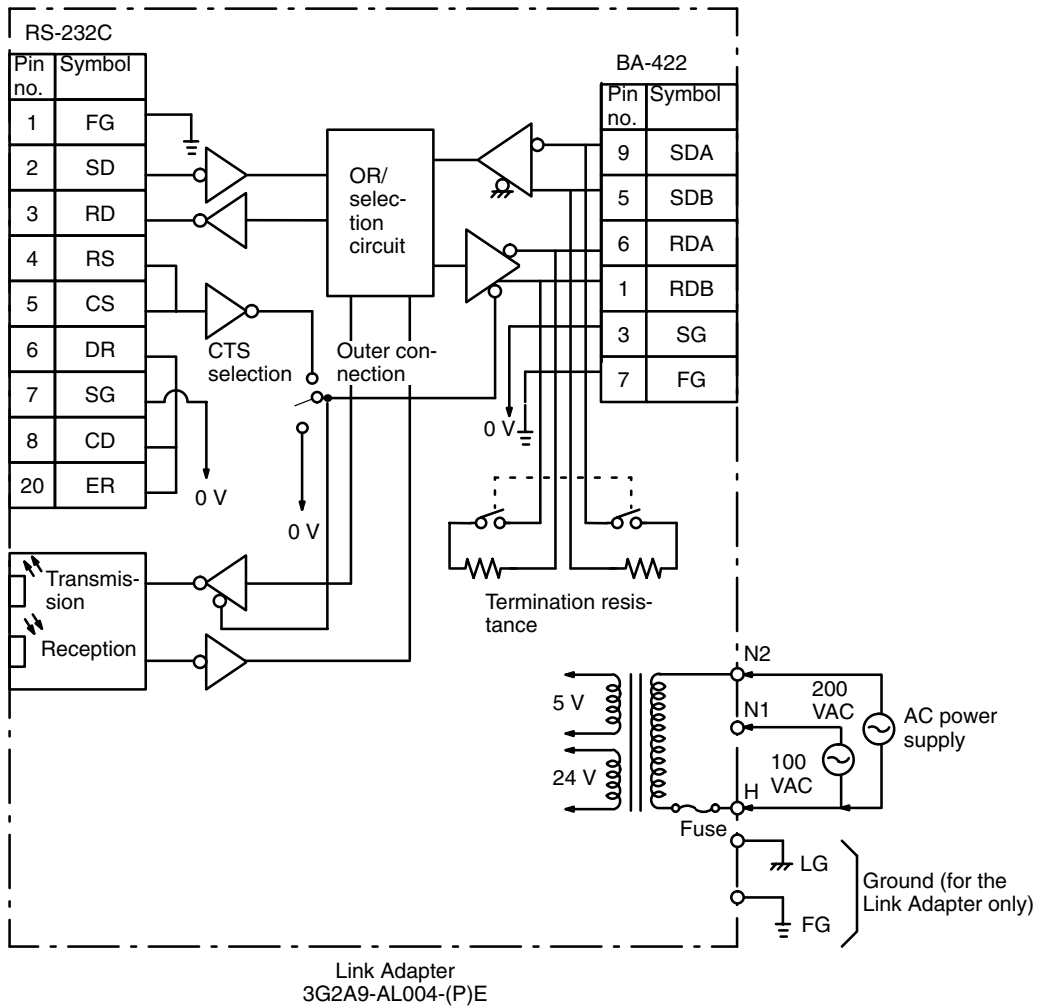 RS-232C
Pin no. Symbol
1 FG
2 SD
3 RD
4 RS
5 CS
6 DR
7 SG
8 CD
20 ER
OR/
selec-
tion
circuit
BA-422
Pin no. Symbol
9 SDA
5 SDB
6 RDA
1 RDB
3 SG
7 FG
CTS
selection
Outer con-
nection
0 V
0 V
0 V
Transmis-
sion
Reception
Termination resis-
tance
5 V
24 V
N2
N1
H
200
VAC
100
VAC
AC power
supply
Fuse
LG
FG
Ground (for the
Link Adapter only)
Link Adapter
3G2A9-AL004-(P)E